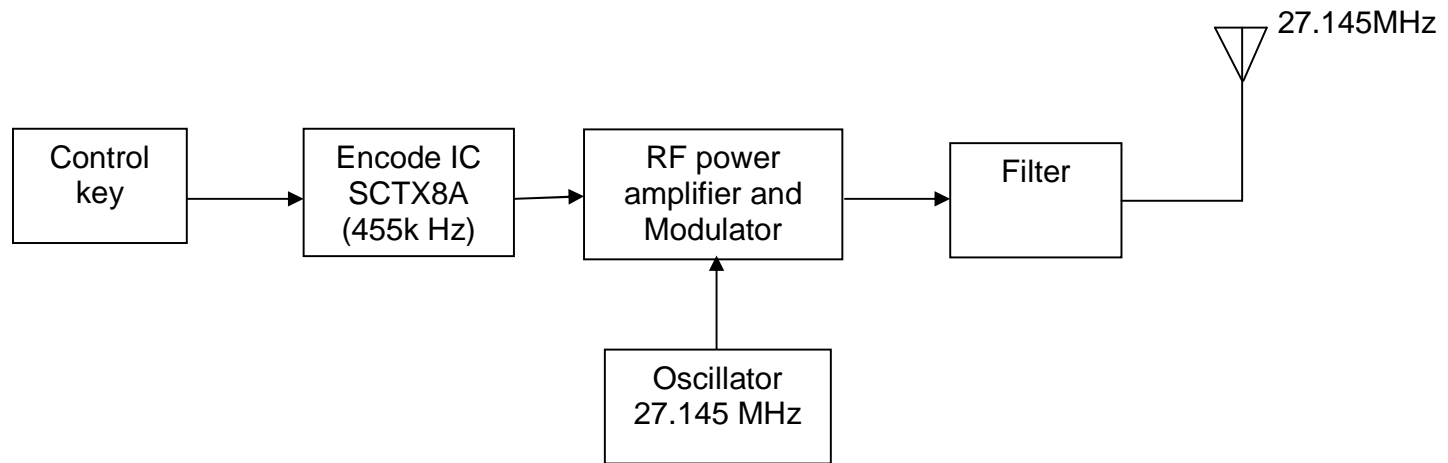 27.145MHz
Control
key
Encode IC
SCTX8A
(455k Hz)
RF power
amplifier and
Modulator
Filter
Oscillator
27.145 MHz